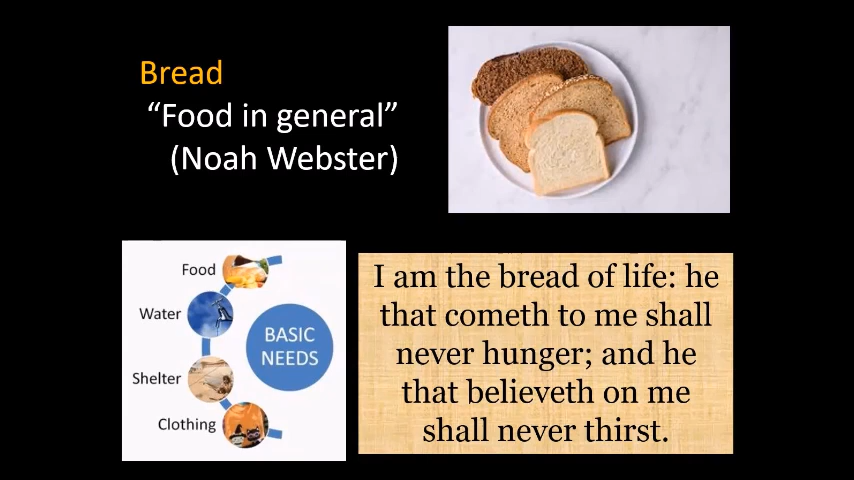 Bread
“Food in general”
(Noah Webster)
Food
Water
Shelter
Clothing
BASIC
NEEDS
I am the bread of life: he
that cometh to me shall
never hunger; and he
that believeth on me
shall never thirst.